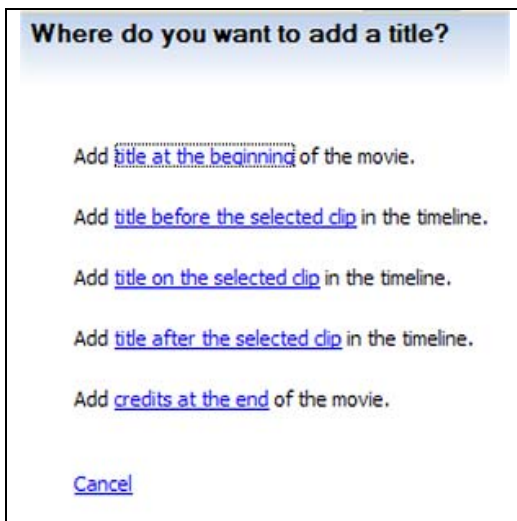 Where do you want to add a title?
Add title at the beginning of the movie.
Add title before the selected clip in the timeline.
Add title on the selected clip in the timeline.
Add title after the selected clip in the timeline.
Add credits at the end of the movie.
Cancel